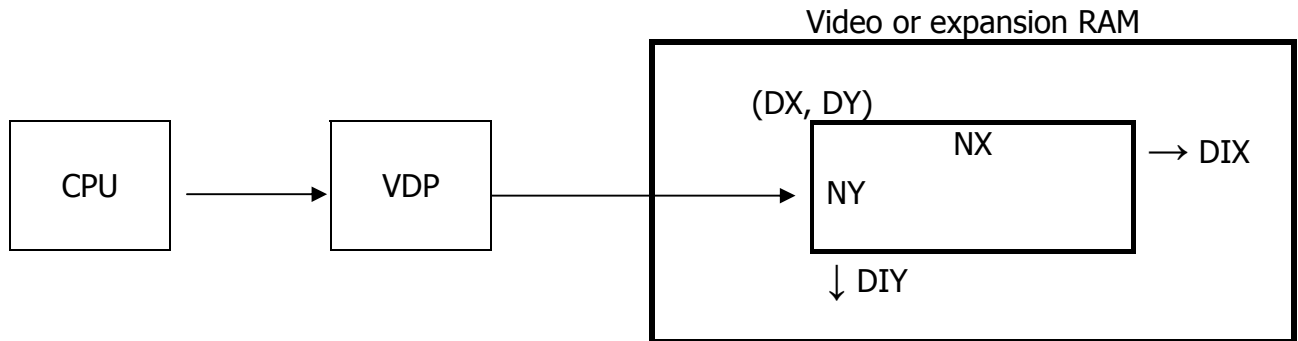 Video or expansion RAM
(DX, DY)
CPU
VDP
NX
→ DIX
NY
↓ DIY